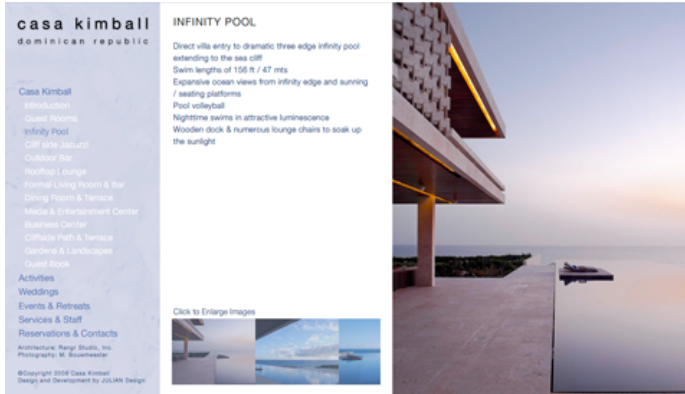 casa kimball
dominican republic
Casa Kimball
Introduction
Guest Rooms
Infinity Pool
Cliff side Jacuzzi
Outdoor Bar
Rooftop Lounge
Formal Living Room & Bar
Dining Room & Terrace
Media & Entertainment Center
Business Center
Cliffside Path & Terrace
Gardens & Landscapes
Guest Book
Activities
Weddings
Events & Retreats
Services & Staff
Reservations & Contacts
Architecture: Rangr Studio, Inc.
Photography: M. Bouwmeester
©Copyright 2008 Casa Kimball
Design and Development by JULIAN Design
INFINITY POOL
Direct villa entry to dramatic three edge infinity pool
extending to the sea cliff
Swim lengths of 156 ft / 47 mts
Expansive ocean views from infinity edge and sunning
/ seating platforms
Pool volleyball
Nighttime swims in attractive luminescence
Wooden dock & numerous lounge chairs to soak up
the sunlight
Click to Enlarge Images